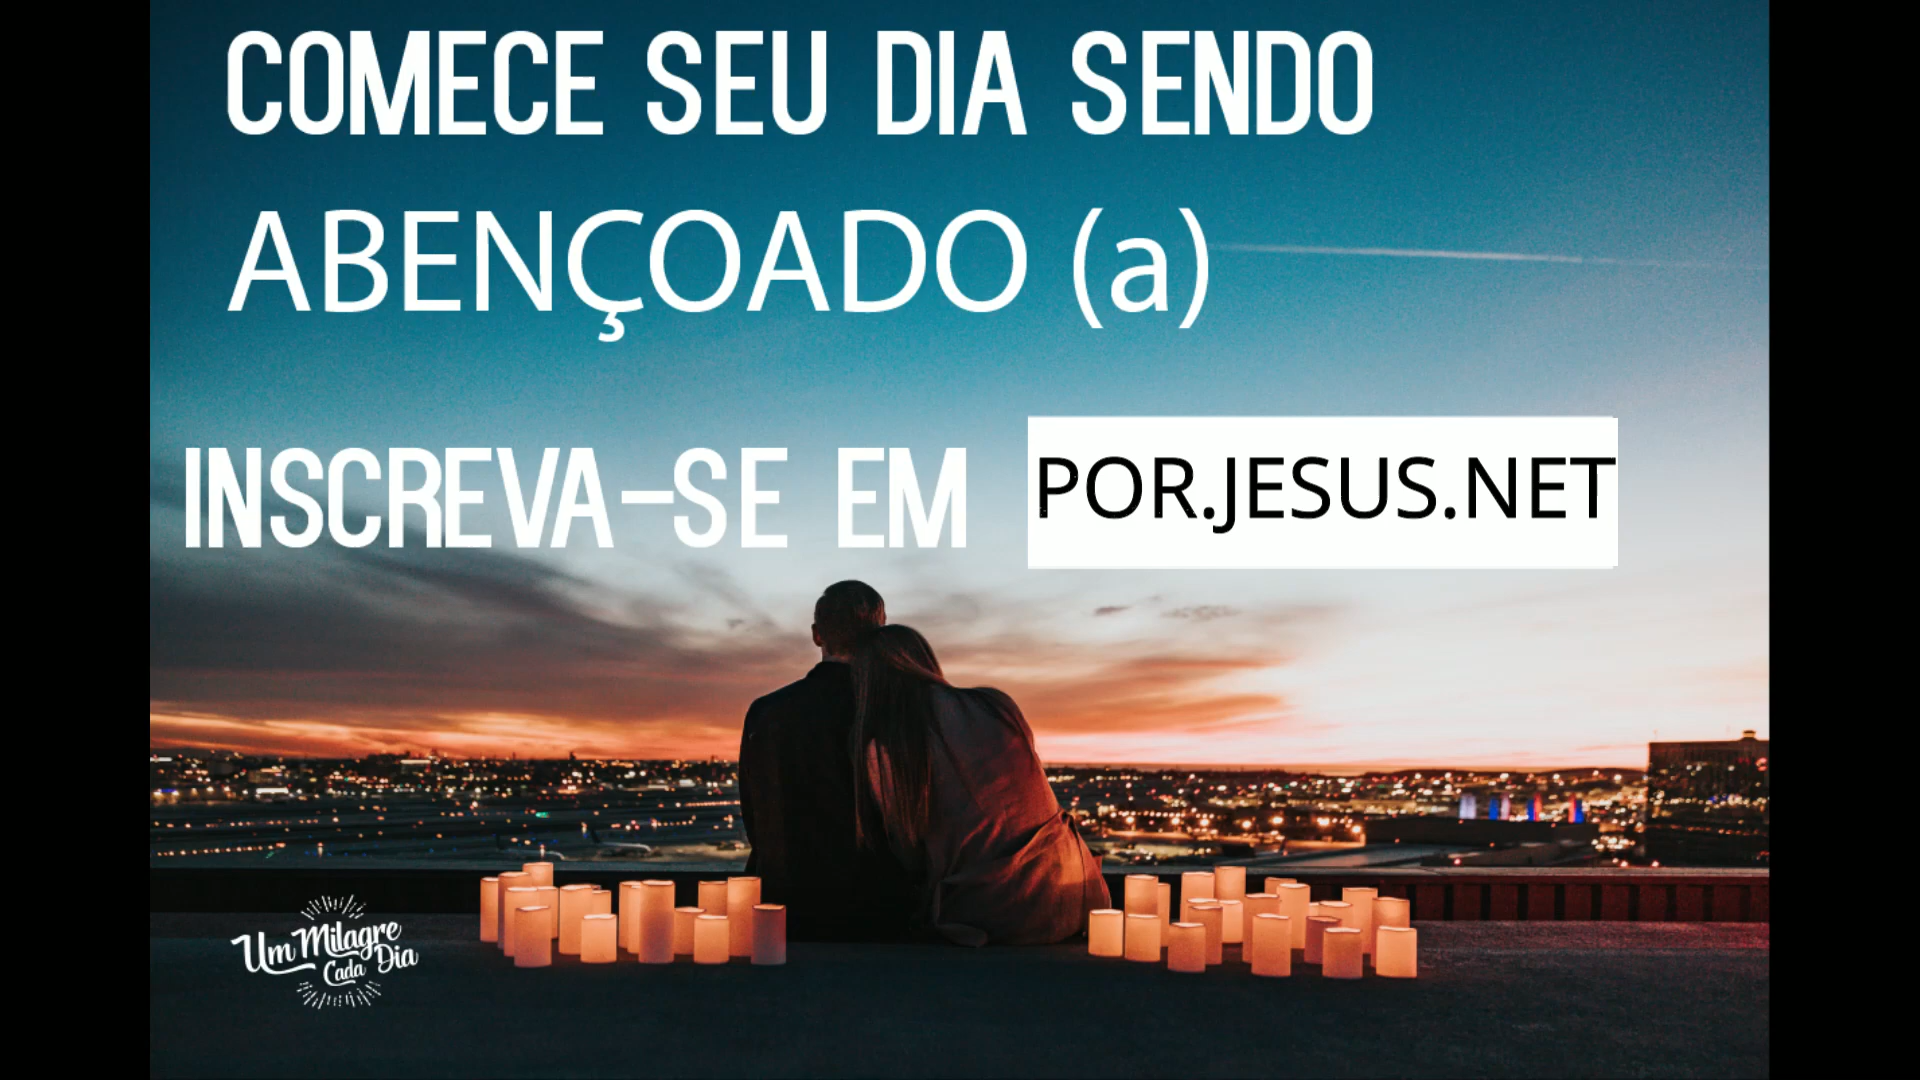 COMECE SEU DIA SENDO
ABENÇOADO (a)
INSCREVA-SE EM POR.JESUS.NET
Um Milagre
Cada Dia